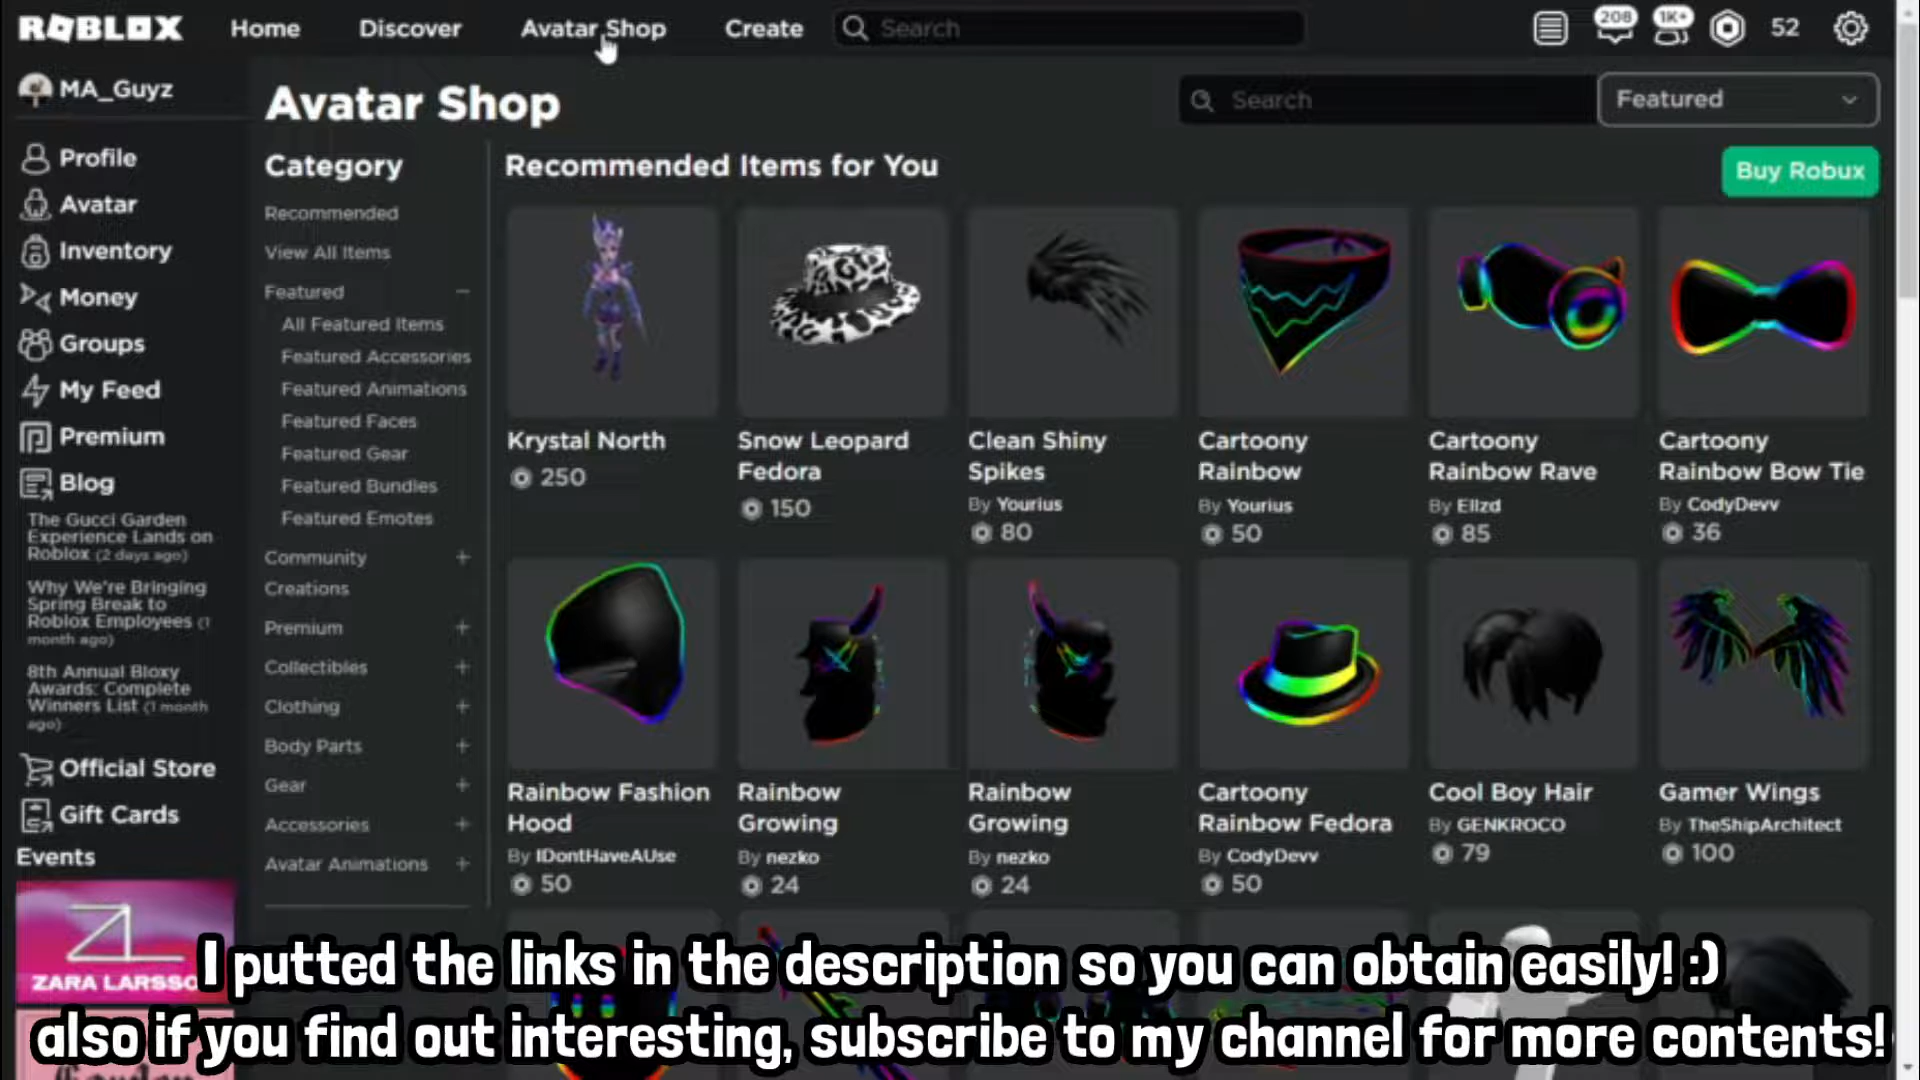 ROBLOX
Home
Discover
Avatar Shop
Create
Search
208
1K+
52
MA_Guyz
Profile
Avatar
Inventory
Money
Groups
My Feed
Premium
Blog
The Gucci Garden
Experience Lands on
Roblox (2 days ago)
Why We're Bringing
Spring Break to
Roblox Employees (1
month ago)
8th Annual Bloxy
Awards: Complete
Winners List (1 month
ago)
Official Store
Gift Cards
Events
ZARA LARSSO
Avatar Shop
Search
Featured
Category
Recommended
View All Items
Featured
All Featured Items
Featured Accessories
Featured Animations
Featured Faces
Featured Gear
Featured Bundles
Featured Emotes
Community
Creations
Premium
Collectibles
Clothing
Body Parts
Gear
Accessories
Avatar Animations
Recommended Items for You
Buy Robux
Krystal North
250
Snow Leopard
Fedora
150
Clean Shiny
Spikes
By Yourius
80
Cartoony
Rainbow
By Yourius
50
Cartoony
Rainbow Rave
By Ellzd
85
Cartoony
Rainbow Bow Tie
By CodyDevv
36
Rainbow Fashion
Hood
By IDontHaveAUse
50
Rainbow
Growing
By nezko
24
Rainbow
Growing
By nezko
24
Cartoony
Rainbow Fedora
By CodyDevv
50
Cool Boy Hair
By GENKROCO
79
Gamer Wings
By TheShipArchitect
100
I putted the links in the description so you can obtain easily! :)
also if you find out interesting, subscribe to my channel for more contents!